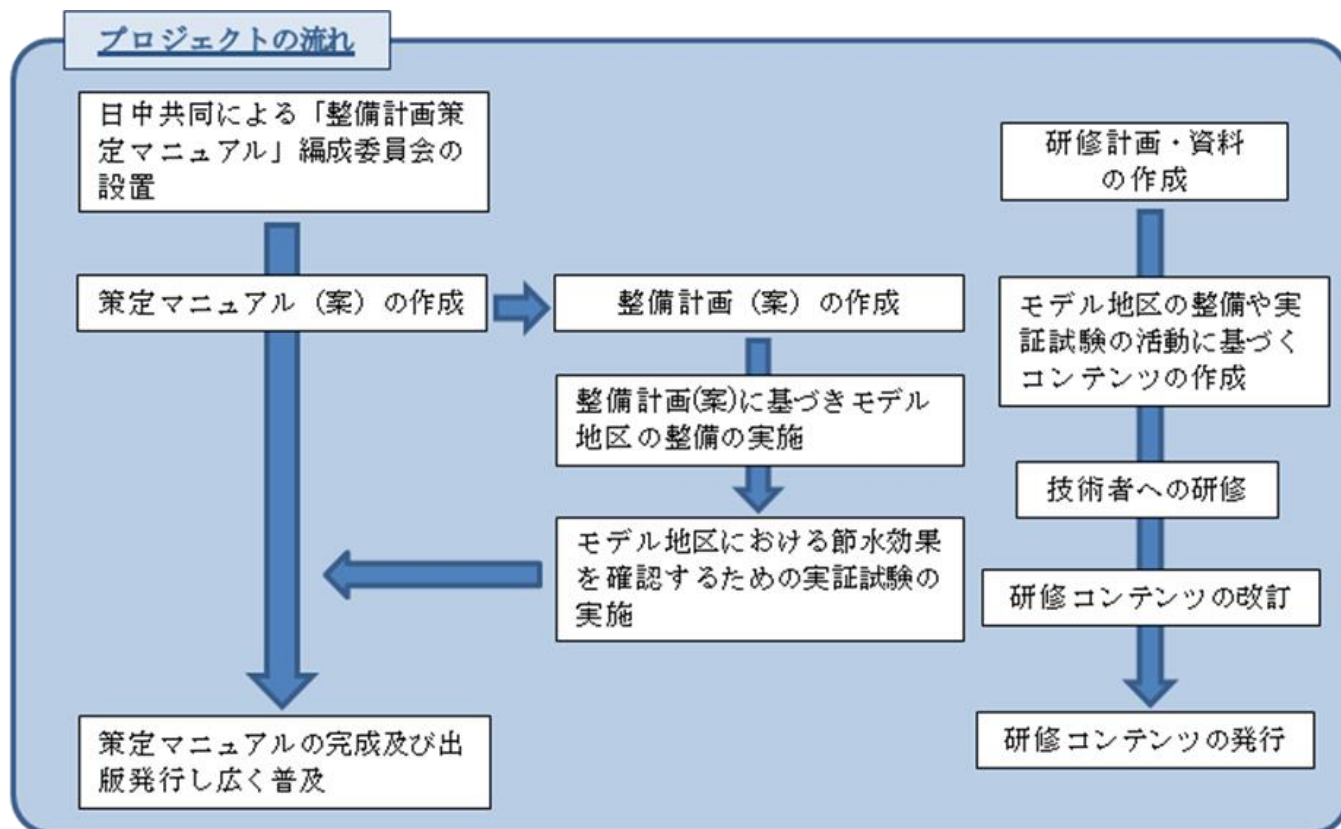 プロジェクトの流れ
日中共同による「整備計画策
定マニュアル」編成委員会の
設置
策定マニュアル（案）の作成
策定マニュアルの完成及び出
版発行し広く普及
整備計画（案）の作成
整備計画(案)に基づきモデル
地区の整備の実施
モデル地区における節水効果
を確認するための実証試験の
実施
研修計画・資料
の作成
モデル地区の整備や実
証試験の活動に基づく
コンテンツの作成
技術者への研修
研修コンテンツの改訂
研修コンテンツの発行